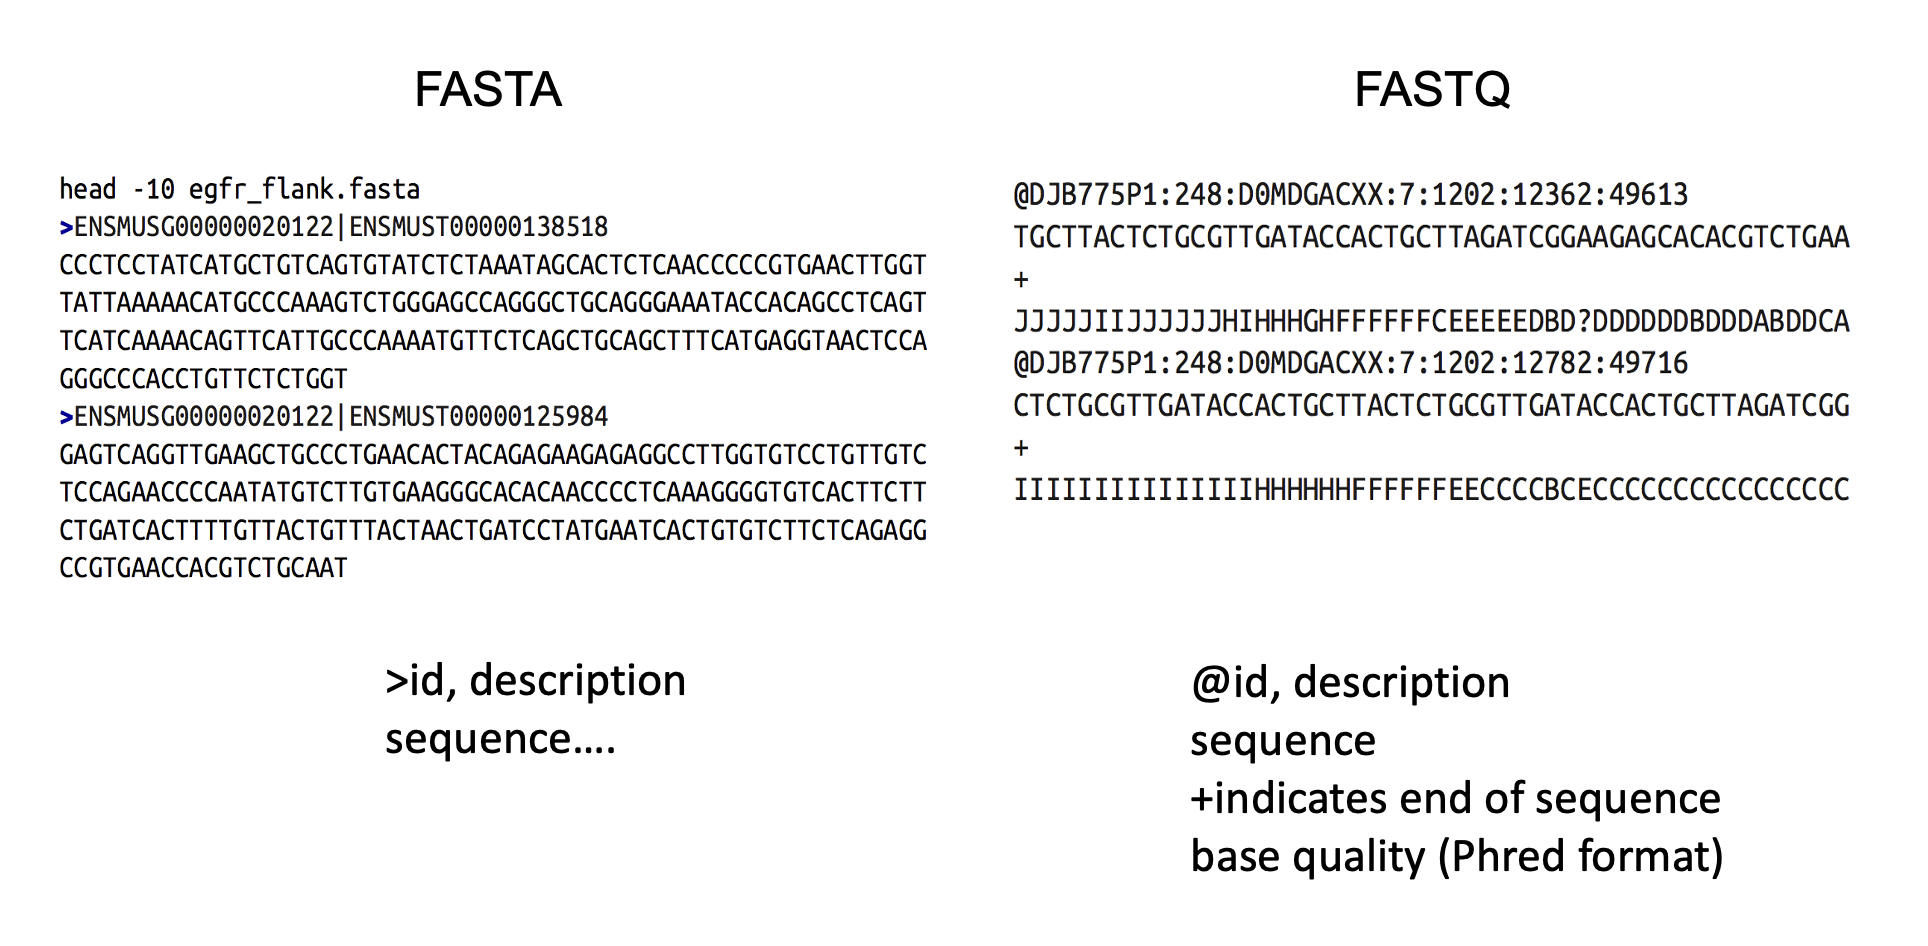 FASTA
head -10 egfr_flank.fasta
>ENSMUSG00000020122|ENSMUST00000138518
CCCTCCTATCATGCTGTCAGTGTATCTCTAAATAGCACTCTCAACCCCCGTGAACTTGGT
TATTAAAAACATGCCCAAAGTCTGGGAGCCAGGGCTGCAGGGAAATACCACAGCCTCAGT
TCATCAAAACAGTTCATTGCCCAAAATGTTCTCAGCTGCAGCTTTCATGAGGTAACTCCA
GGGCCCACCTGTTCTCTGGT
>ENSMUSG00000020122|ENSMUST00000125984
GAGTCAGGTTGAAGCTGCCCTGAACACTACAGAGAAGAGAGGCCTTGGTGTCCTGTTGTC
TCCAGAACCCCAATATGTCTTGTGAAGGGCACACAACCCCTCAAAGGGGTGTCACTTCTT
CTGATCACTTTTGTTACTGTTTACTAACTGATCCTATGAATCACTGTGTCTTCTCAGAGG
CCGTGAACCACGTCTGCAAT
>id, description
sequence....
FASTQ
@DJB775P1:248:D0MDGACXX:7:1202:12362:49613
TGCTTACTCTGCGTTGATACCACTGCTTAGATCGGAAGAGCACACGTCTGAA
+
JJJJJIIJJJJJJHIHHHGHFFFFFFCEEEEEDBD?DDDDDDBDDDABDDCA
@DJB775P1:248:D0MDGACXX:7:1202:12782:49716
CTCTGCGTTGATACCACTGCTTACTCTGCGTTGATACCACTGCTTAGATCGG
+
IIIIIIIIIIIIIIIHHHHHHFFFFFFEECCCCBCECCCCCCCCCCCCCCCC
@id, description
sequence
+indicates end of sequence
base quality (Phred format)